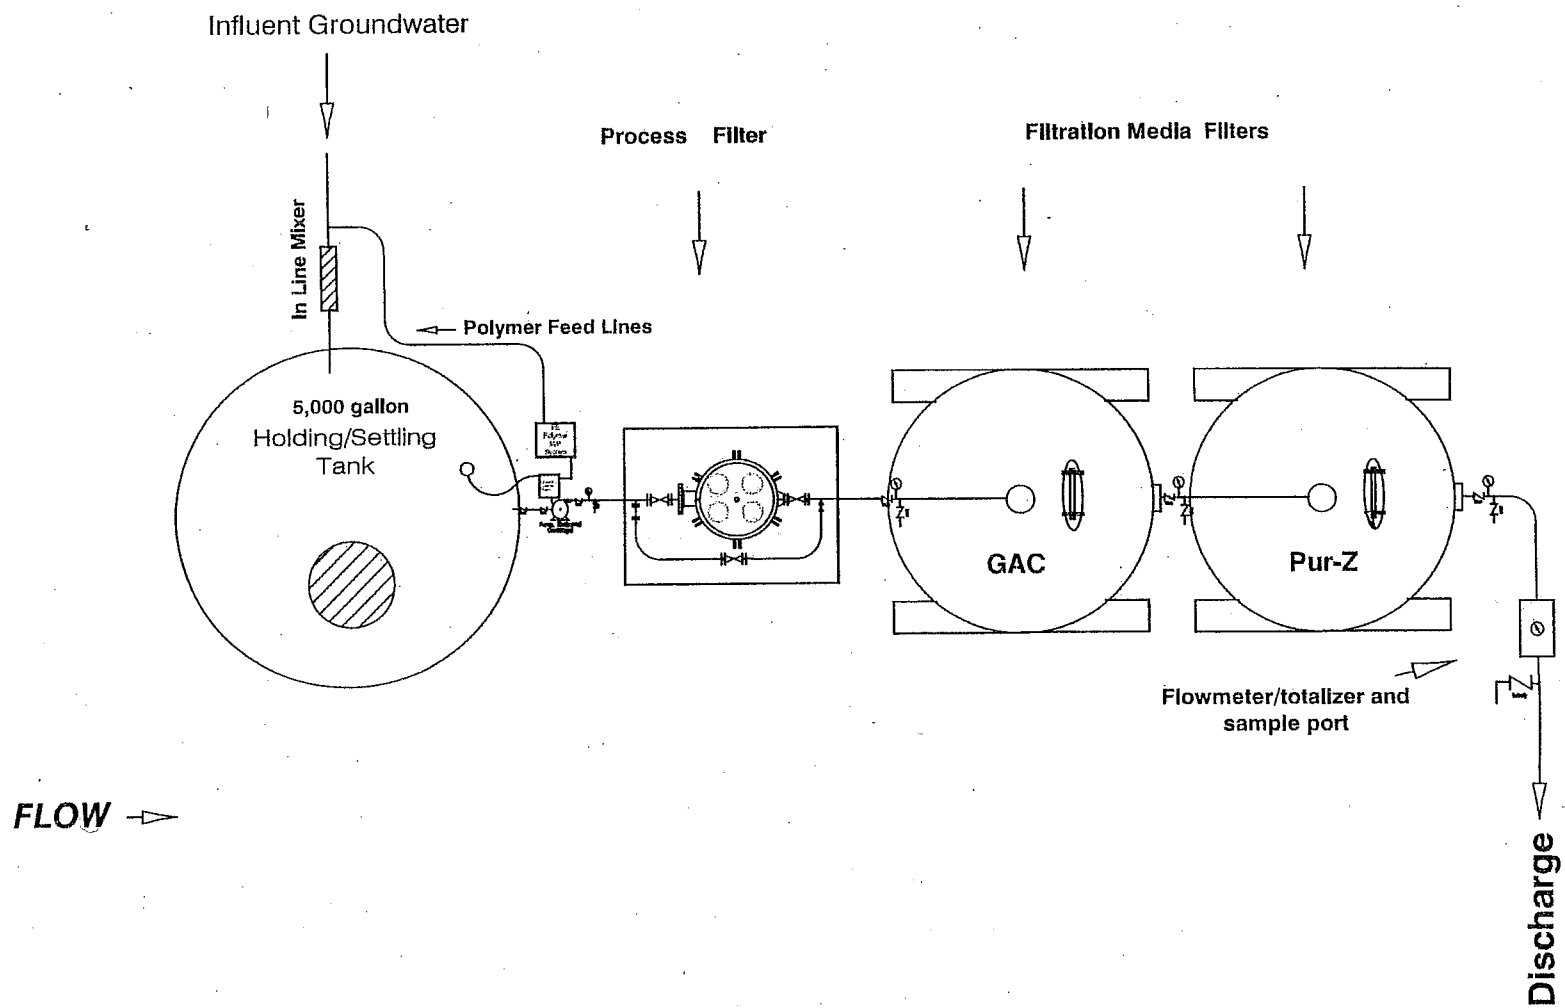 Influent Groundwater
Process Filter
Filtration Media Filters
In Line Mixer
Polymer Feed Lines
5,000 gallon
Holding/Settling
Tank
Polymer
GAC
Pur-Z
Flowmeter/totalizer and
sample port
FLOW
Discharge